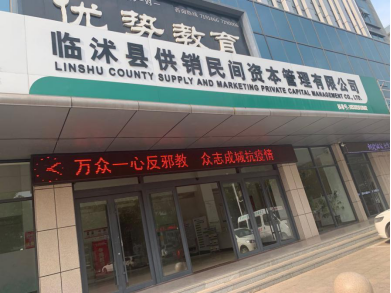 优势教育
临沭县供销民间资本管理有限公司
LINSHU COUNTY SUPPLY AND MARKETING PRIVATE CAPITAL MANAGEMENT CO., LTD.
万众一心反邪教 众志成城抗疫情